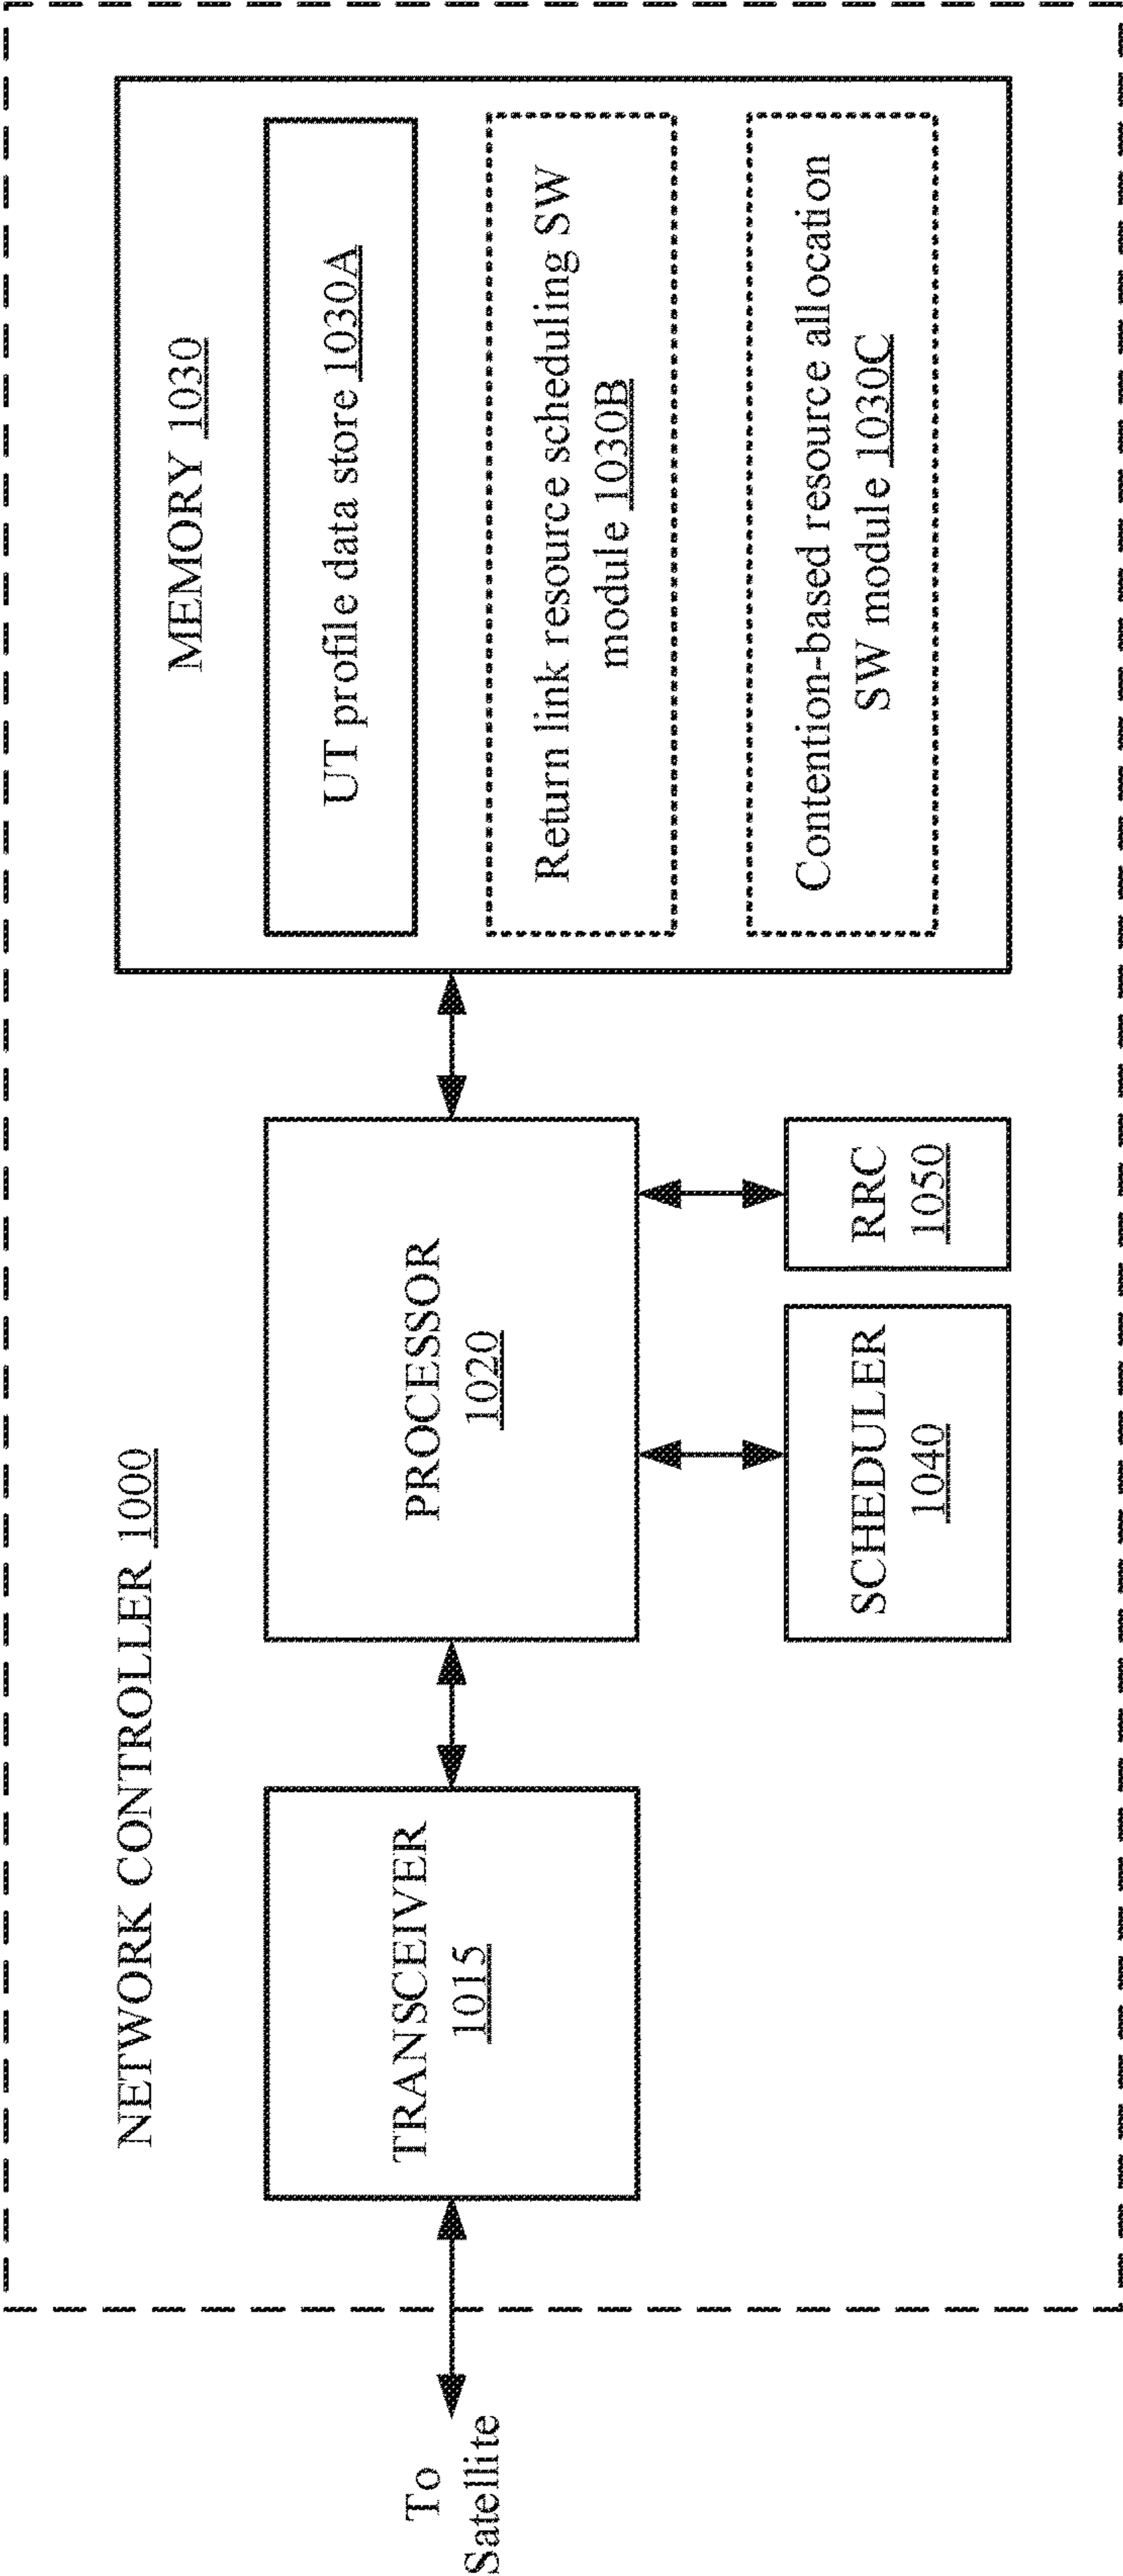 NETWORK CONTROLLER 1000
To
Satellite
TRANSCEIVER
1015
PROCESSOR
1020
SCHEDULER
1040
RRC
1050
MEMORY 1030
UT profile data store 1030A
Return link resource scheduling SW
module 1030B
Contention-based resource allocation
SW module 1030C